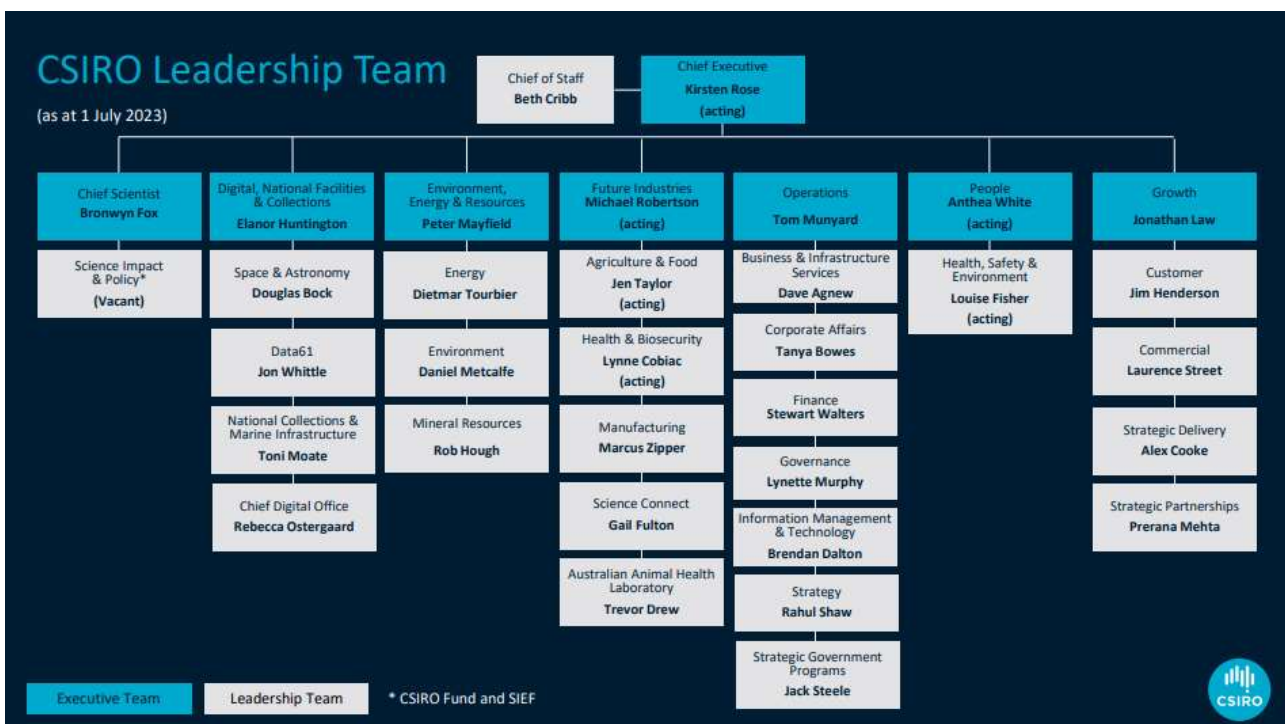 CSIRO Leadership Team
(as at 1 July 2023)
Chief of Staff
Beth Cribb
Chief Executive
Kirsten Rose
(acting)
Chief Scientist
Bronwyn Fox
Science Impact
& Policy*
(Vacant)
Digital, National Facilities
& Collections
Elanor Huntington
Space & Astronomy
Douglas Bock
Data61
Jon Whittle
National Collections &
Marine Infrastructure
Toni Moate
Chief Digital Office
Rebecca Ostergaard
Environment,
Energy & Resources
Peter Mayfield
Energy
Dietmar Tourbier
Environment
Daniel Metcalfe
Mineral Resources
Rob Hough
Future Industries
Michael Robertson
(acting)
Agriculture & Food
Jen Taylor
(acting)
Health & Biosecurity
Lynne Cobiac
(acting)
Manufacturing
Marcus Zipper
Science Connect
Gail Fulton
Australian Animal Health
Laboratory
Trevor Drew
Operations
Tom Munyard
Business & Infrastructure
Services
Dave Agnew
Corporate Affairs
Tanya Bowes
Finance
Stewart Walters
Governance
Lynette Murphy
Information Management
& Technology
Brendan Dalton
Strategy
Rahul Shaw
Strategic Government
Programs
Jack Steele
People
Anthea White
(acting)
Health, Safety &
Environment
Louise Fisher
(acting)
Growth
Jonathan Law
Customer
Jim Henderson
Commercial
Laurence Street
Strategic Delivery
Alex Cooke
Strategic Partnerships
Prerana Mehta
Executive Team
Leadership Team
* CSIRO Fund and SIEF
CSIRO